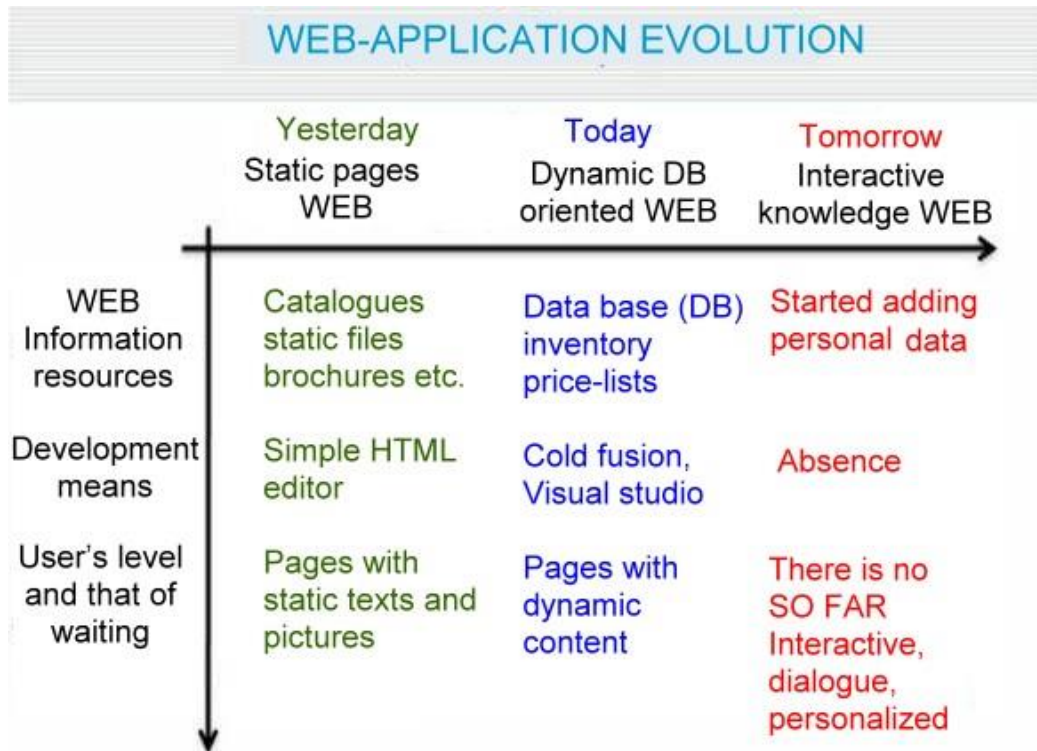 WEB-APPLICATION EVOLUTION
Yesterday
Static pages
WEB
Today
Dynamic DB
oriented WEB
Tomorrow
Interactive
knowledge WEB
WEB
Information
resources
Catalogues
static files
brochures etc.
Data base (DB)
inventory
price-lists
Started adding
personal data
Development
means
Simple HTML
editor
Cold fusion,
Visual studio
Absence
User's level
and that of
waiting
Pages with
static texts and
pictures
Pages with
dynamic
content
There is no
SO FAR
Interactive,
dialogue,
personalized